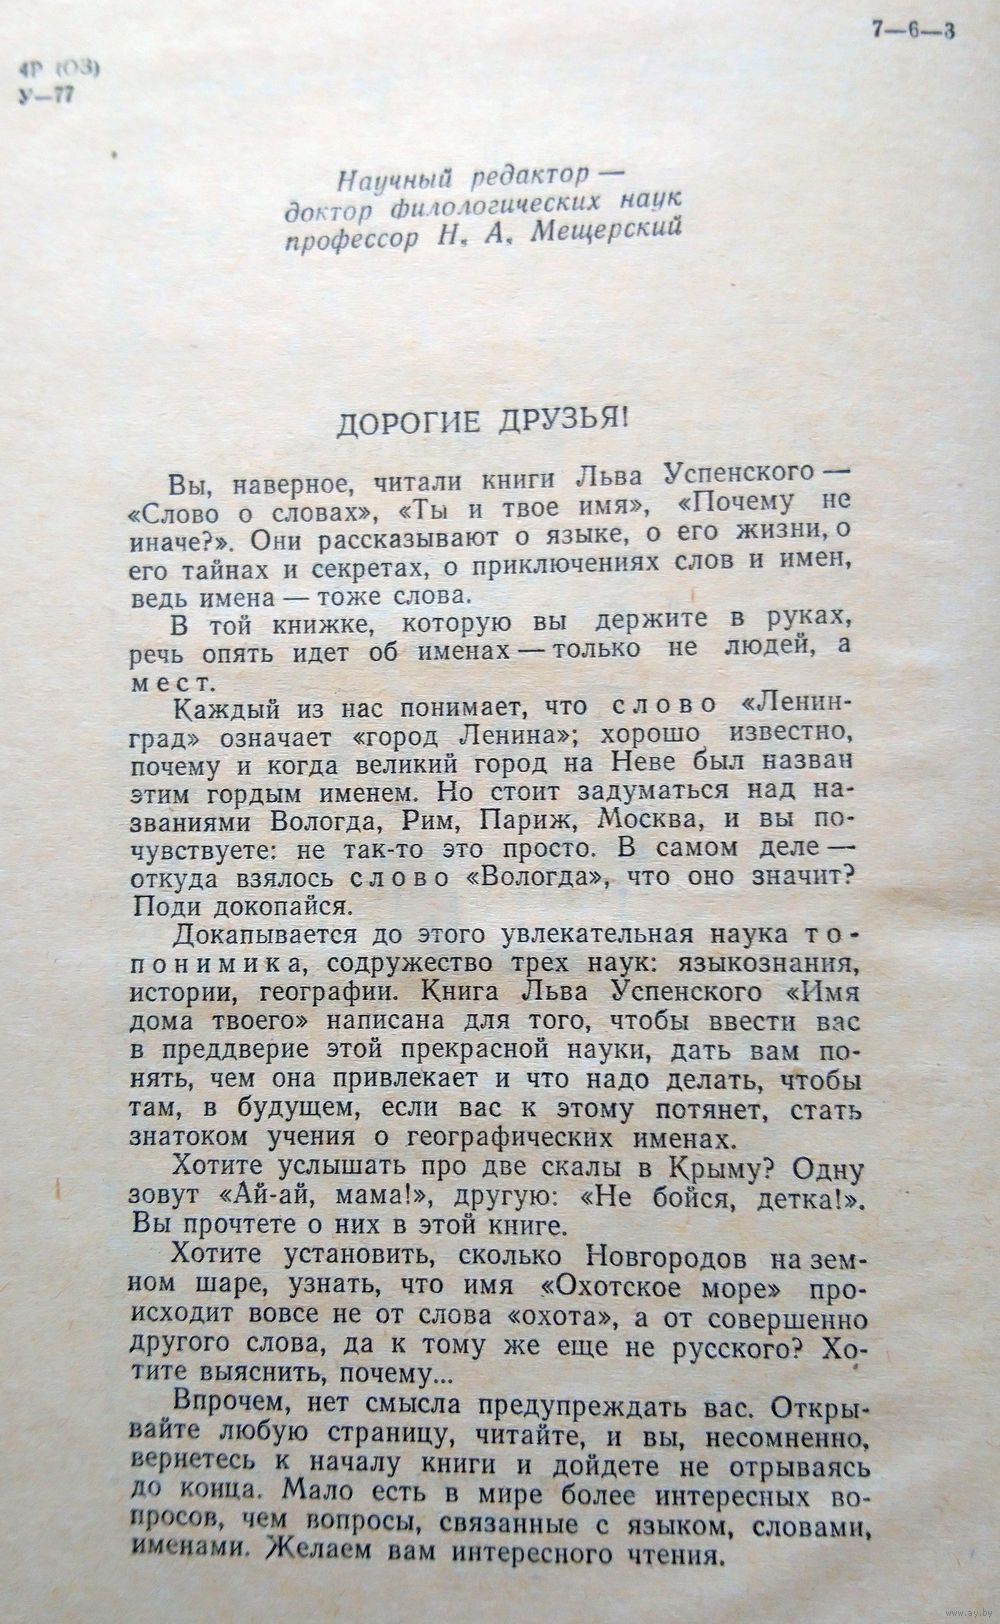 7—6—3
4Р (ОЗ)
У—77
Научный редактор —
доктор филологических наук
профессор Н. А. Мещерский
ДОРОГИЕ ДРУЗЬЯ!
Вы, наверное, читали книги Льва Успенского —
«Слово о словах», «Ты и твое имя», «Почему не
иначе?». Они рассказывают о языке, о его жизни, о
его тайнах и секретах, о приключениях слов и имен,
ведь имена — тоже слова.
В той книжке, которую вы держите в руках,
речь опять идет об именах — только не людей, а
м е с т.
Каждый из нас понимает, что с л о в о «Ленин-
град» означает «город Ленина»; хорошо известно,
почему и когда великий город на Неве был назван
этим гордым именем. Но стоит задуматься над на-
званиями Вологда, Рим, Париж, Москва, и вы по-
чувствуете: не так-то это просто. В самом деле —
откуда взялось с л о в о «Вологда», что оно значит?
Поди докопайся.
Докапывается до этого увлекательная наука т о -
п о н и м и к а, содружество трех наук: языкознания,
истории, географии. Книга Льва Успенского «Имя
дома твоего» написана для того, чтобы ввести вас
в преддверие этой прекрасной науки, дать вам по-
нять, чем она привлекает и что надо делать, чтобы
там, в будущем, если вас к этому потянет, стать
знатоком учения о географических именах.
Хотите услышать про две скалы в Крыму? Одну
зовут «Ай-ай, мама!», другую: «Не бойся, детка!».
Вы прочтете о них в этой книге.
Хотите установить, сколько Новгородов на зем-
ном шаре, узнать, что имя «Охотское море» про-
исходит вовсе не от слова «охота», а от совершенно
другого слова, да к тому же еще не русского? Хо-
тите выяснить, почему...
Впрочем, нет смысла предупреждать вас. Откры-
вайте любую страницу, читайте, и вы, несомненно,
вернетесь к началу книги и дойдете не отрываясь
до конца. Мало есть в мире более интересных во-
просов, чем вопросы, связанные с языком, словами,
именами. Желаем вам интересного чтения.
www.ay.by